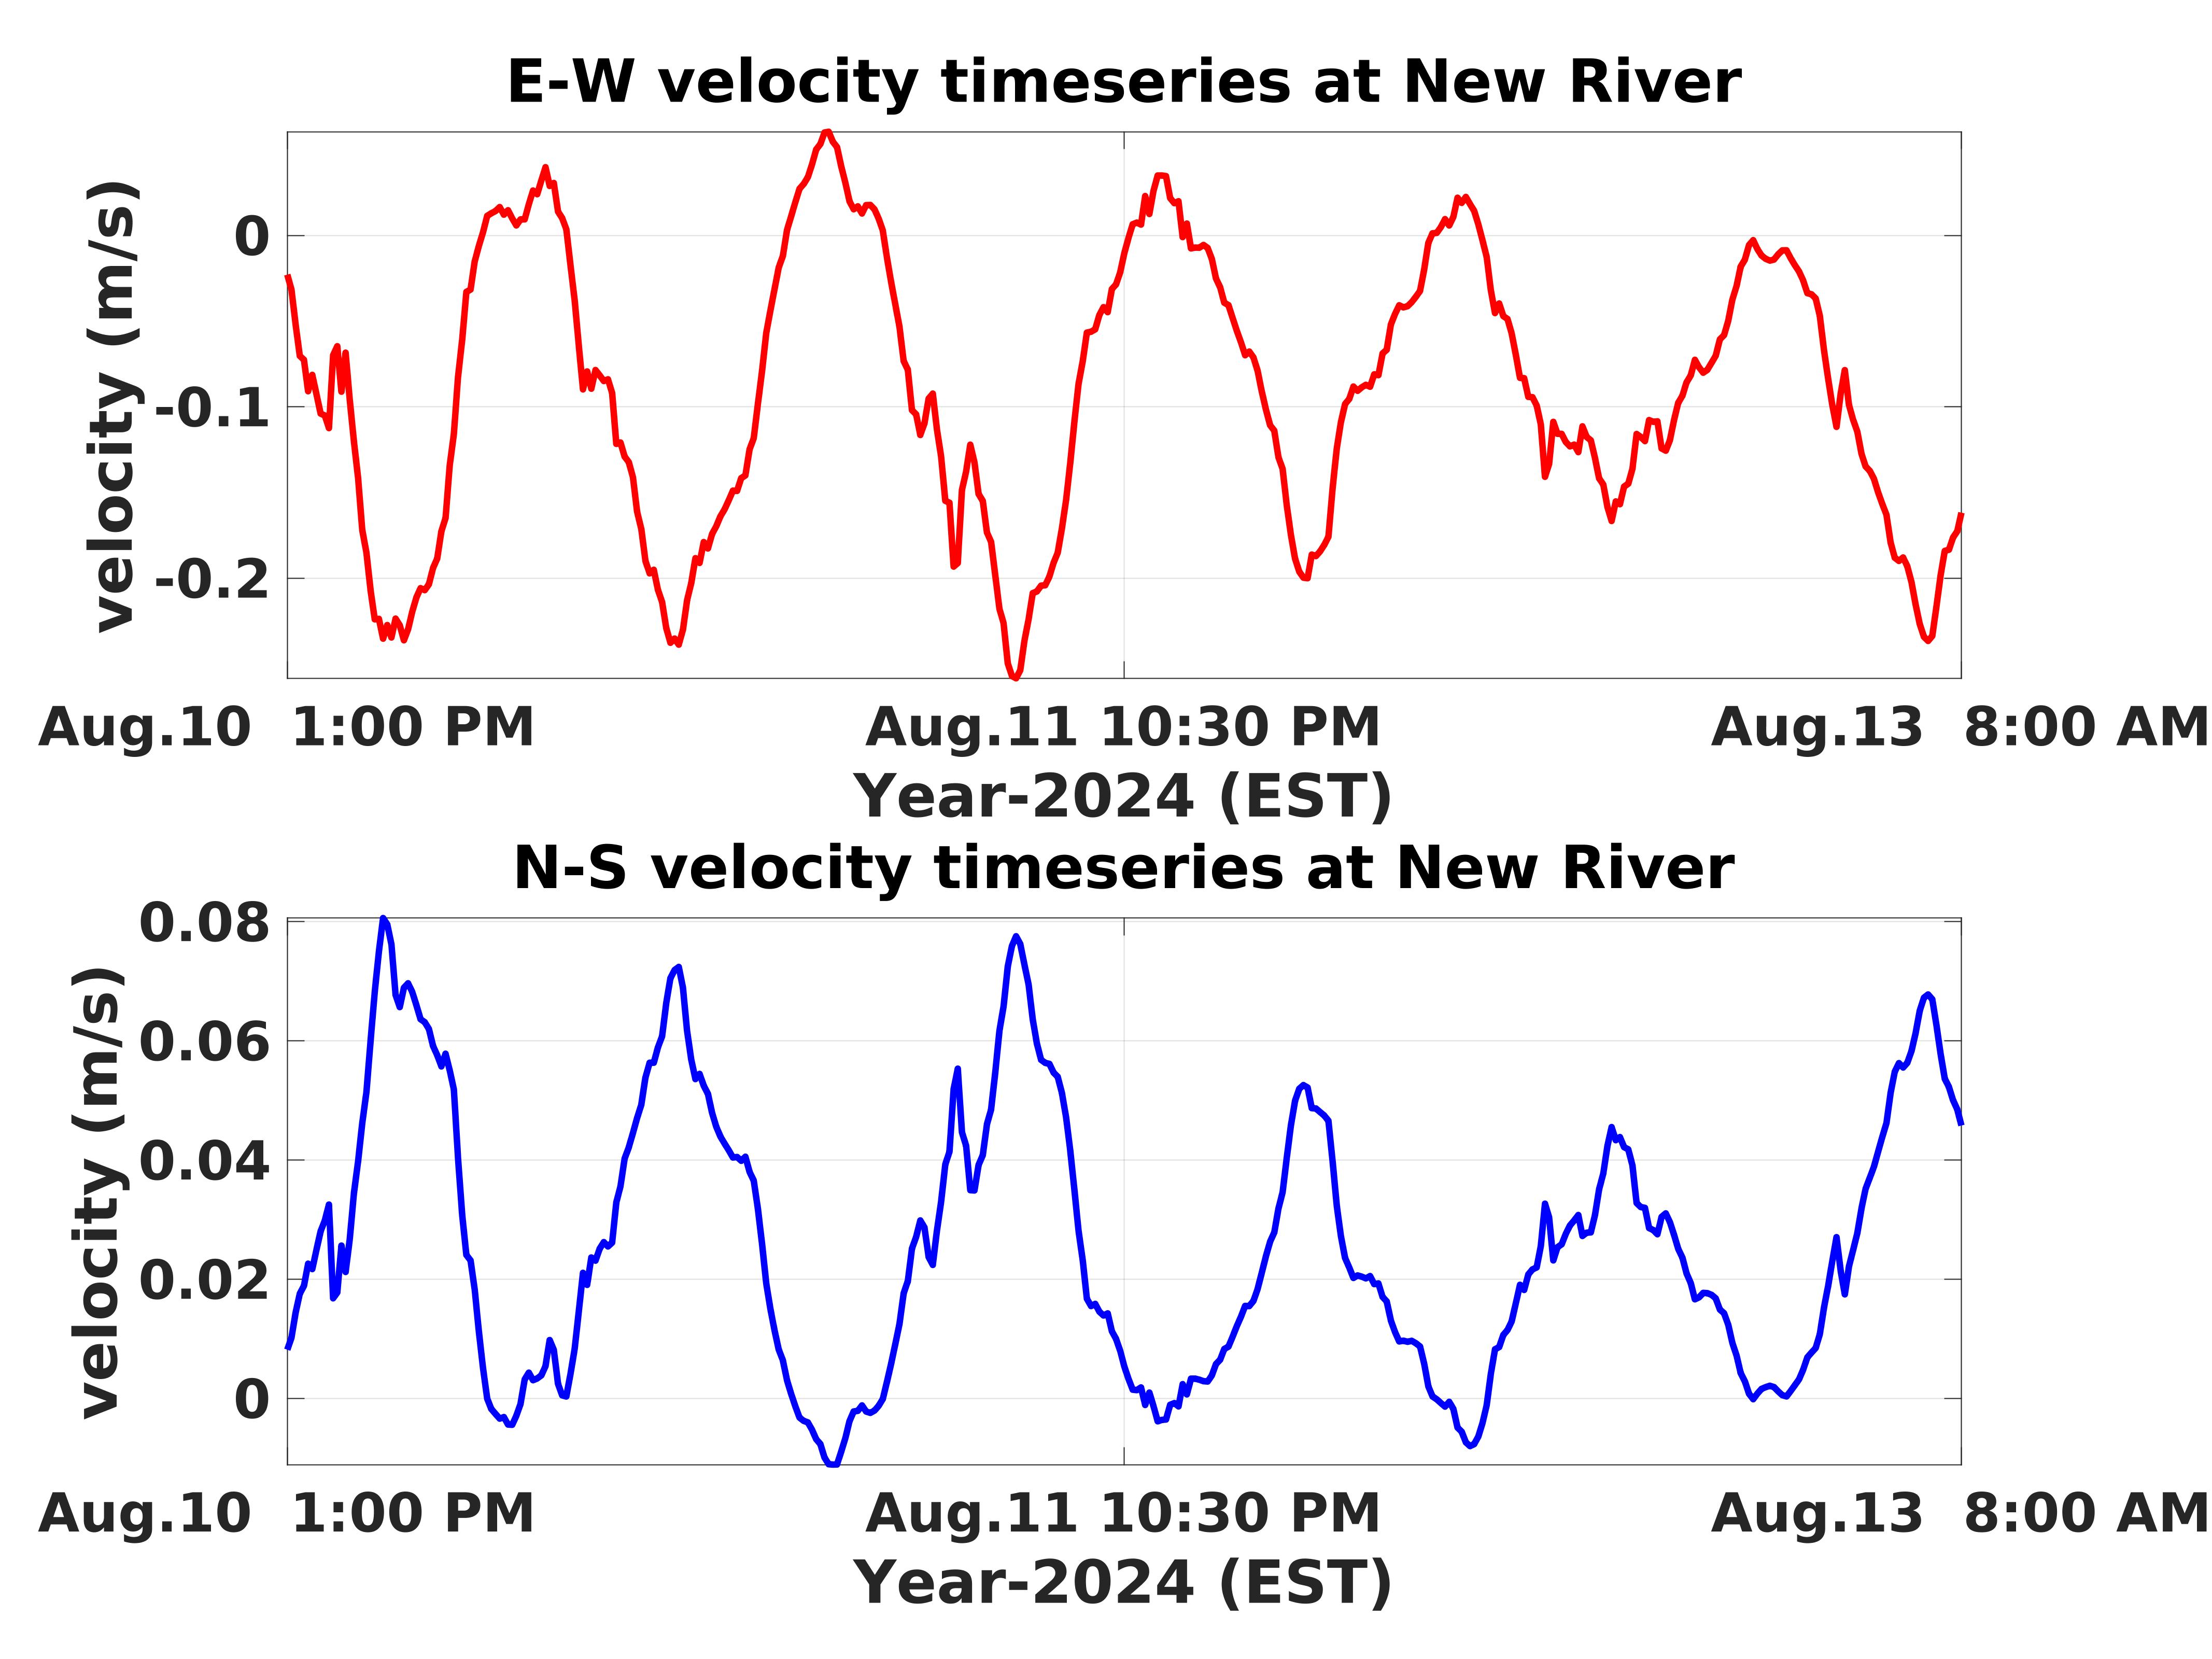 E-W velocity timeseries at New River
velocity (m/s)
0
-0.1
-0.2
Aug.10 1:00 PM
Aug.11 10:30 PM
Aug.13 8:00 AM
Year-2024 (EST)
N-S velocity timeseries at New River
velocity (m/s)
0.08
0.06
0.04
0.02
0
Aug.10 1:00 PM
Aug.11 10:30 PM
Aug.13 8:00 AM
Year-2024 (EST)